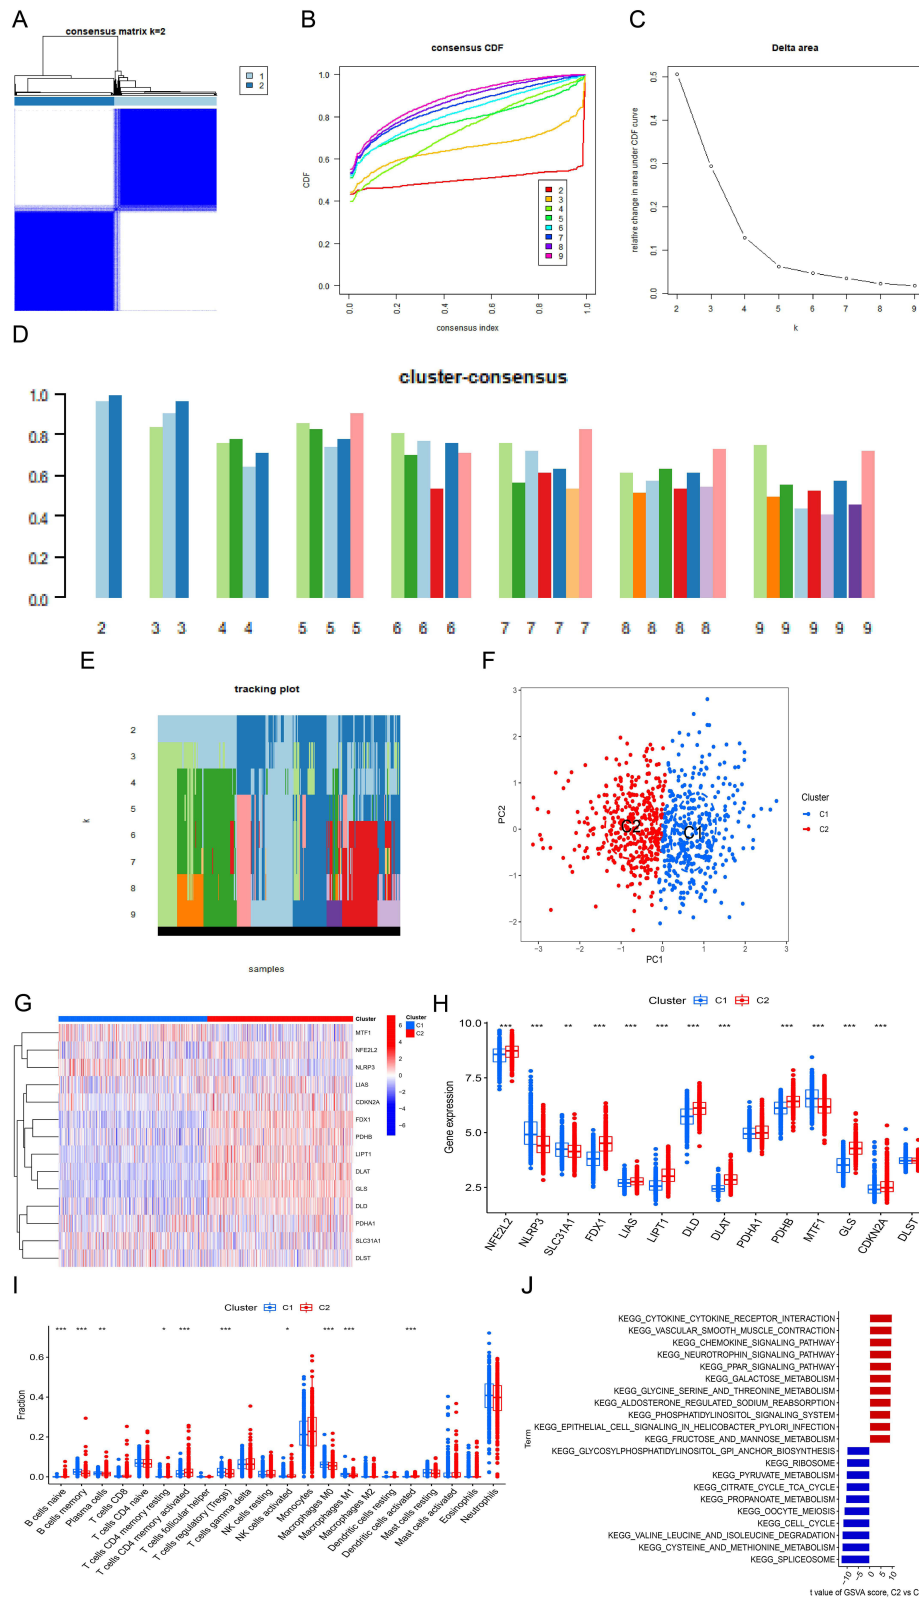 A
consensus matrix k=2
1
2
B
consensus CDF
CDF
1.0
0.8
0.6
0.4
0.2
0.0
0.0
0.2
0.4
0.6
0.8
1.0
consensus index
2
3
4
5
6
7
8
9
C
Delta area
relative change in area under CDF curve
0.5
0.4
0.3
0.2
0.1
0.0
2 3 4 5 6 7 8 9
k
D
cluster-consensus
1.0
0.8
0.6
0.4
0.2
0.0
2 3 3 4 4 5 5 5 6 6 6 7 7 7 7 8 8 8 8 9 9 9 9 9
E
tracking plot
2
3
4
5
6
7
8
9
k
samples
F
PC2
3
2
1
0
−1
−2
C2
C1
−3 −2 −1 0 1 2 3
PC1
Cluster
C1
C2
G
Cluster
MTF1
NFE2L2
NLRP3
LIAS
CDKN2A
FDX1
PDHB
LIPT1
DLAT
GLS
DLD
PDHA1
SLC31A1
DLST
6
4
2
0
−2
−4
−6
Cluster
C1
C2
H
Cluster C1 C2
*** *** ** *** *** *** *** *** *** *** *** ***
Gene expression
10.0
7.5
5.0
2.5
NFE2L2
NLRP3
SLC31A1
FDX1
LIAS
LIPT1
DLD
DLAT
PDHA1
PDHB
MTF1
GLS
CDKN2A
DLST
I
Cluster C1 C2
*** *** ** * *** *** * *** *** ***
Fraction
0.6
0.4
0.2
0.0
B cells naive
B cells memory
Plasma cells
T cells CD8
T cells CD4 naive
T cells CD4 memory resting
T cells CD4 memory activated
T cells follicular helper
T cells regulatory (Tregs)
T cells gamma delta
NK cells resting
NK cells activated
Monocytes
Macrophages M0
Macrophages M1
Macrophages M2
Dendritic cells resting
Dendritic cells activated
Mast cells resting
Mast cells activated
Eosinophils
Neutrophils
J
Term
KEGG_CYTOKINE_CYTOKINE_RECEPTOR_INTERACTION
KEGG_VASCULAR_SMOOTH_MUSCLE_CONTRACTION
KEGG_CHEMOKINE_SIGNALING_PATHWAY
KEGG_NEUROTROPHIN_SIGNALING_PATHWAY
KEGG_PPAR_SIGNALING_PATHWAY
KEGG_GALACTOSE_METABOLISM
KEGG_GLYCINE_SERINE_AND_THREONINE_METABOLISM
KEGG_ALDOSTERONE_REGULATED_SODIUM_REABSORPTION
KEGG_PHOSPHATIDYLINOSITOL_SIGNALING_SYSTEM
KEGG_EPITHELIAL_CELL_SIGNALING_IN_HELICOBACTER_PYLORI_INFECTION
KEGG_FRUCTOSE_AND_MANNOSE_METABOLISM
KEGG_GLYCOSYLPHOSPHATIDYLINOSITOL_GPI_ANCHOR_BIOSYNTHESIS
KEGG_RIBOSOME
KEGG_PYRUVATE_METABOLISM
KEGG_CITRATE_CYCLE_TCA_CYCLE
KEGG_PROPANOATE_METABOLISM
KEGG_OOCYTE_MEIOSIS
KEGG_CELL_CYCLE
KEGG_VALINE_LEUCINE_AND_ISOLEUCINE_DEGRADATION
KEGG_CYSTEINE_AND_METHIONINE_METABOLISM
KEGG_SPLICEOSOME
−10
−5
0
5
10
t value of GSVA score, C2 vs C